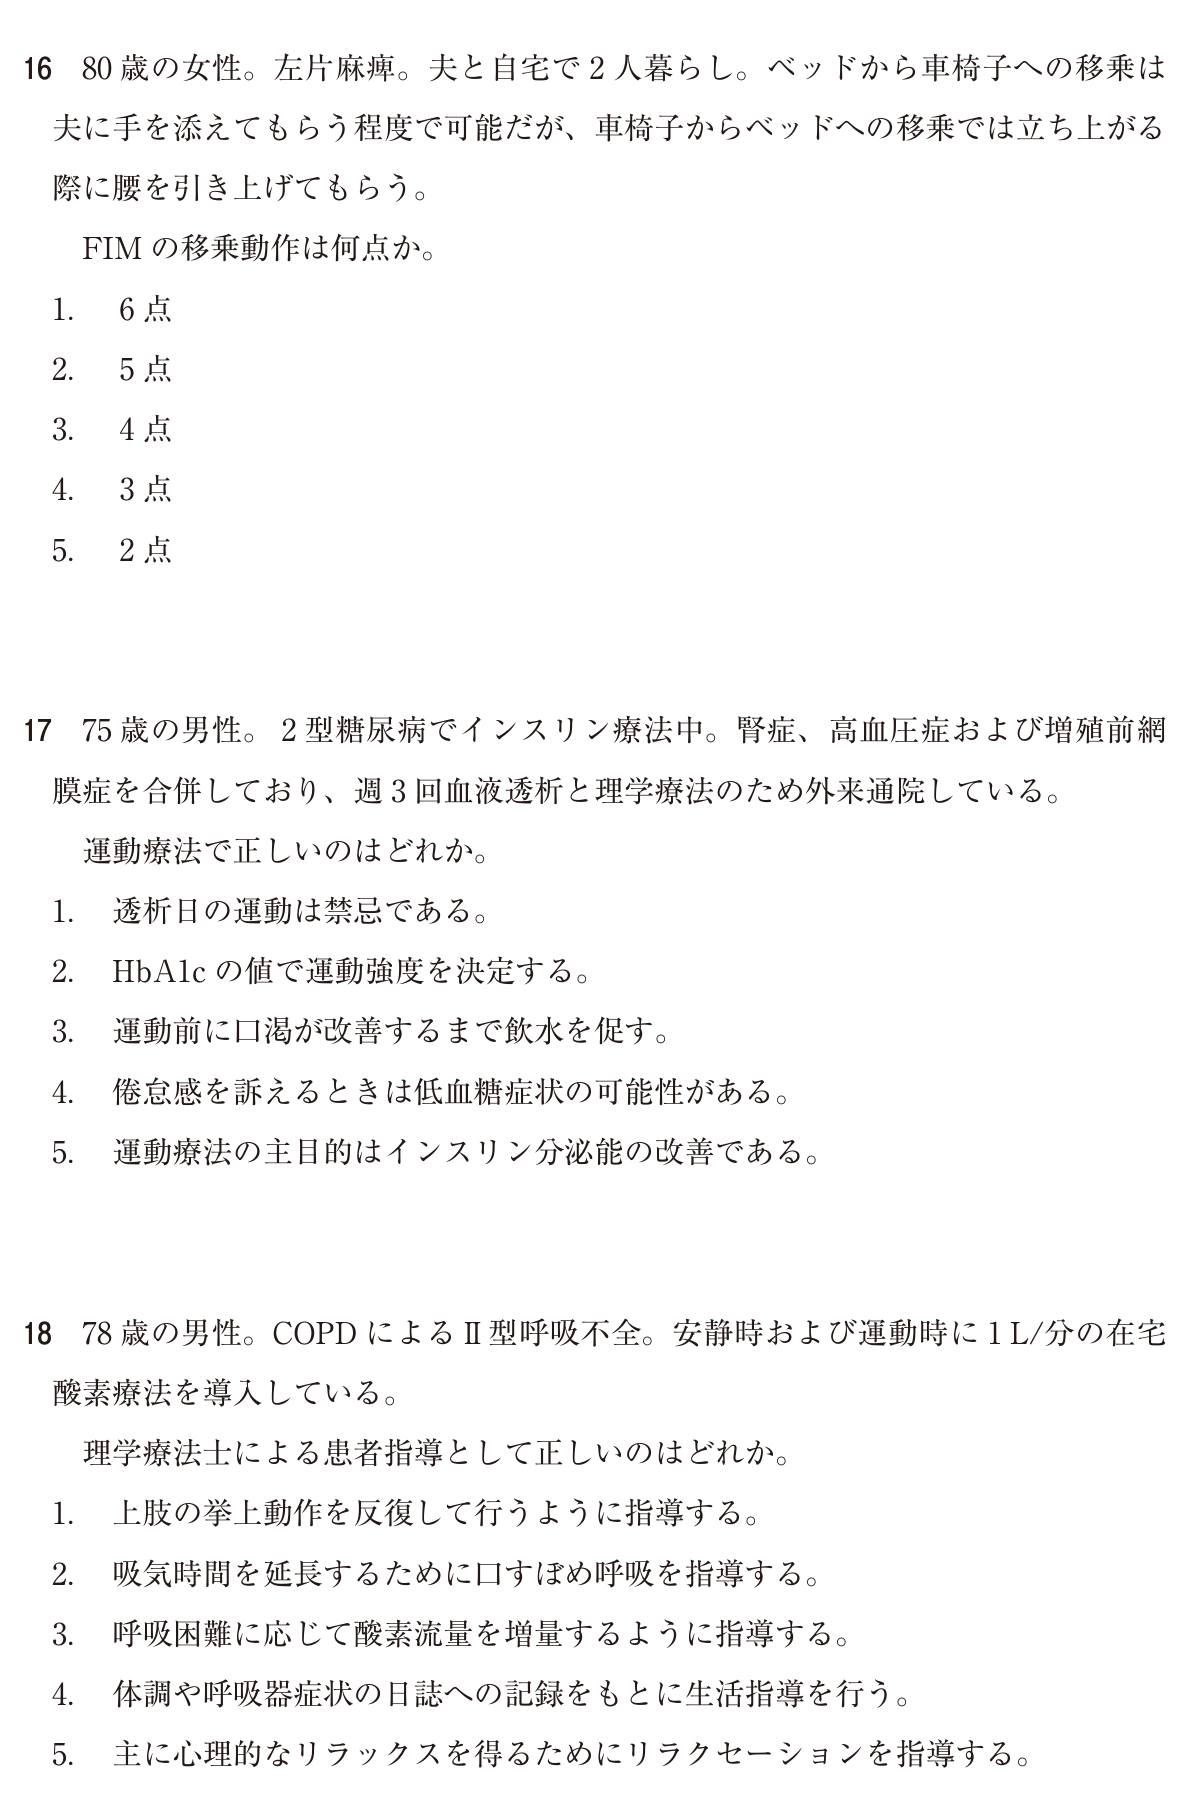 16 80歳の女性。左片麻痺。夫と自宅で2人暮らし。ベッドから車椅子への移乗は
夫に手を添えてもらう程度で可能だが、車椅子からベッドへの移乗では立ち上がる
際に腰を引き上げてもらう。
FIMの移乗動作は何点か。
1. 6点
2. 5点
3. 4点
4. 3点
5. 2点
17 75歳の男性。2型糖尿病でインスリン療法中。腎症、高血圧症および増殖前網
膜症を合併しており、週3回血液透析と理学療法のため外来通院している。
運動療法で正しいのはどれか。
1. 透析日の運動は禁忌である。
2. HbA1cの値で運動強度を決定する。
3. 運動前に口渇が改善するまで飲水を促す。
4. 倦怠感を訴えるときは低血糖症状の可能性がある。
5. 運動療法の主目的はインスリン分泌能の改善である。
18 78歳の男性。COPDによるⅡ型呼吸不全。安静時および運動時に1L/分の在宅
酸素療法を導入している。
理学療法士による患者指導として正しいのはどれか。
1. 上肢の挙上動作を反復して行うように指導する。
2. 吸気時間を延長するために口すぼめ呼吸を指導する。
3. 呼吸困難に応じて酸素流量を増量するように指導する。
4. 体調や呼吸器症状の日誌への記録をもとに生活指導を行う。
5. 主に心理的なリラックスを得るためにリラクセーションを指導する。